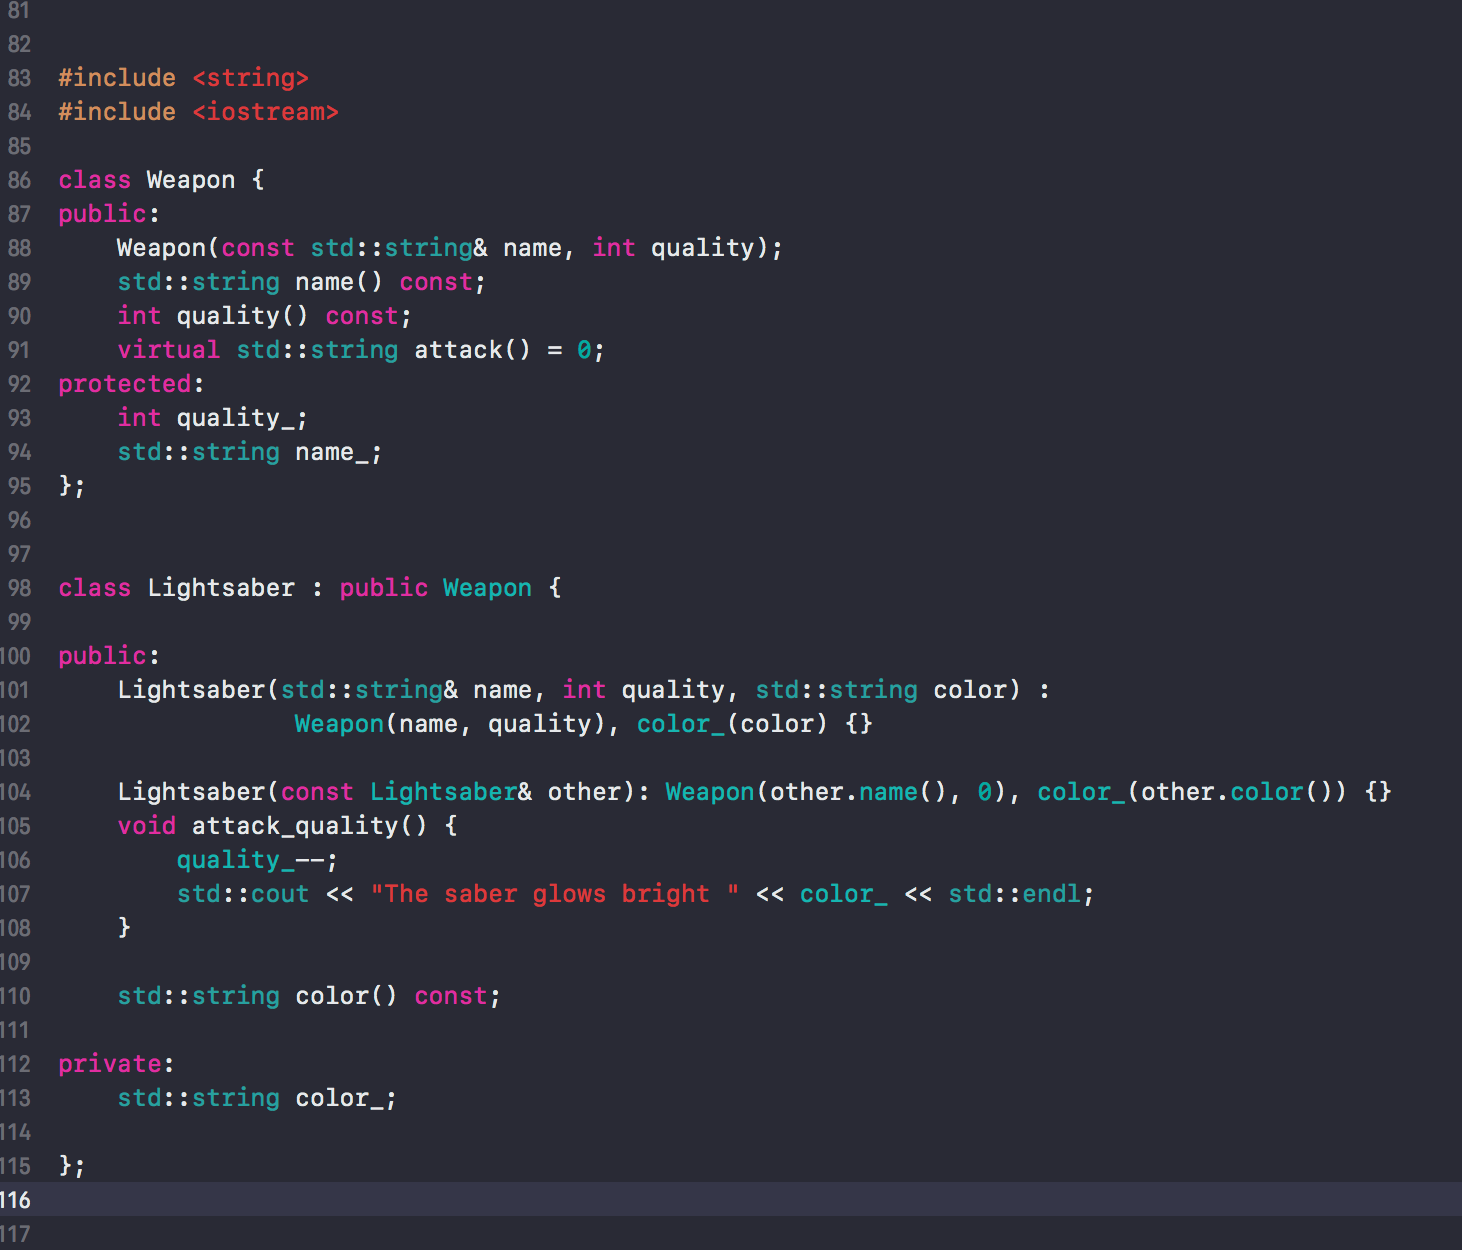 81
82
83 #include <string>
84 #include <iostream>
85
86 class Weapon {
87 public:
88     Weapon(const std::string& name, int quality);
89     std::string name() const;
90     int quality() const;
91     virtual std::string attack() = 0;
92 protected:
93     int quality_;
94     std::string name_;
95 };
96
97
98 class Lightsaber : public Weapon {
99
100 public:
101     Lightsaber(std::string& name, int quality, std::string color) :
102                 Weapon(name, quality), color_(color) {}
103
104     Lightsaber(const Lightsaber& other): Weapon(other.name(), 0), color_(other.color()) {}
105     void attack_quality() {
106         quality_--;
107         std::cout << "The saber glows bright " << color_ << std::endl;
108     }
109
110     std::string color() const;
111
112 private:
113     std::string color_;
114
115 };
116
117